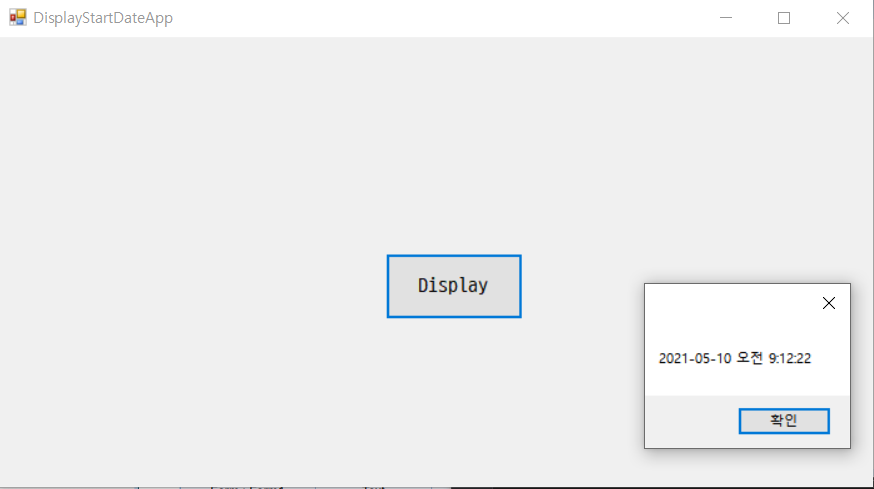 DisplayStartDateApp
Display
2021-05-10 오전 9:12:22
확인